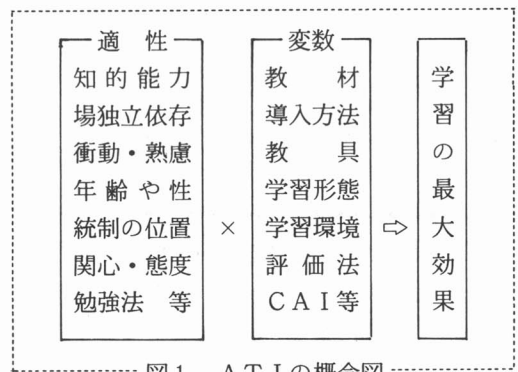 適性
知的能力
場独立依存
衝動・熟慮
年齢や性
統制の位置
関心・態度
勉強法 等
×
変数
教材
導入方法
教具
学習形態
学習環境
評価法
CAI等
⇨
学習の最大効果
図1 ATIの概念図